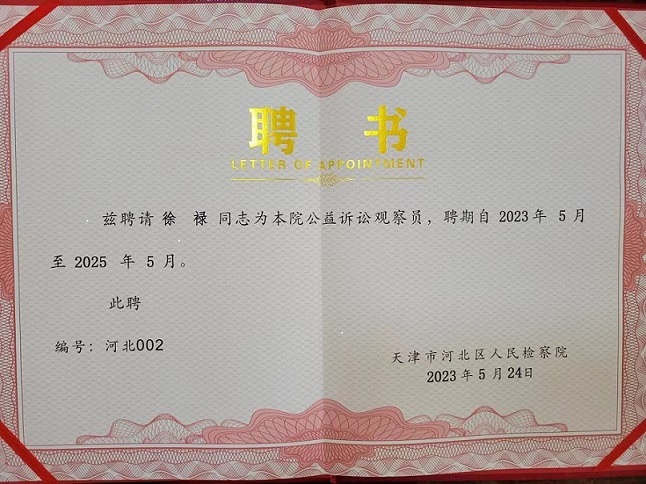 聘 书
LETTER OF APPOINTMENT
兹聘请 徐 禄 同志为本院公益诉讼观察员，聘期自 2023 年 5 月
至 2025 年 5 月。
此聘
编号：河北002
天津市河北区人民检察院
2023 年 5 月 24日